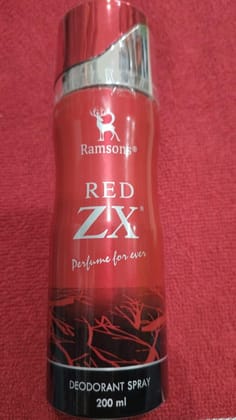 Ramsons®
RED
ZX®
Perfume for ever
DEODORANT SPRAY
200 ml